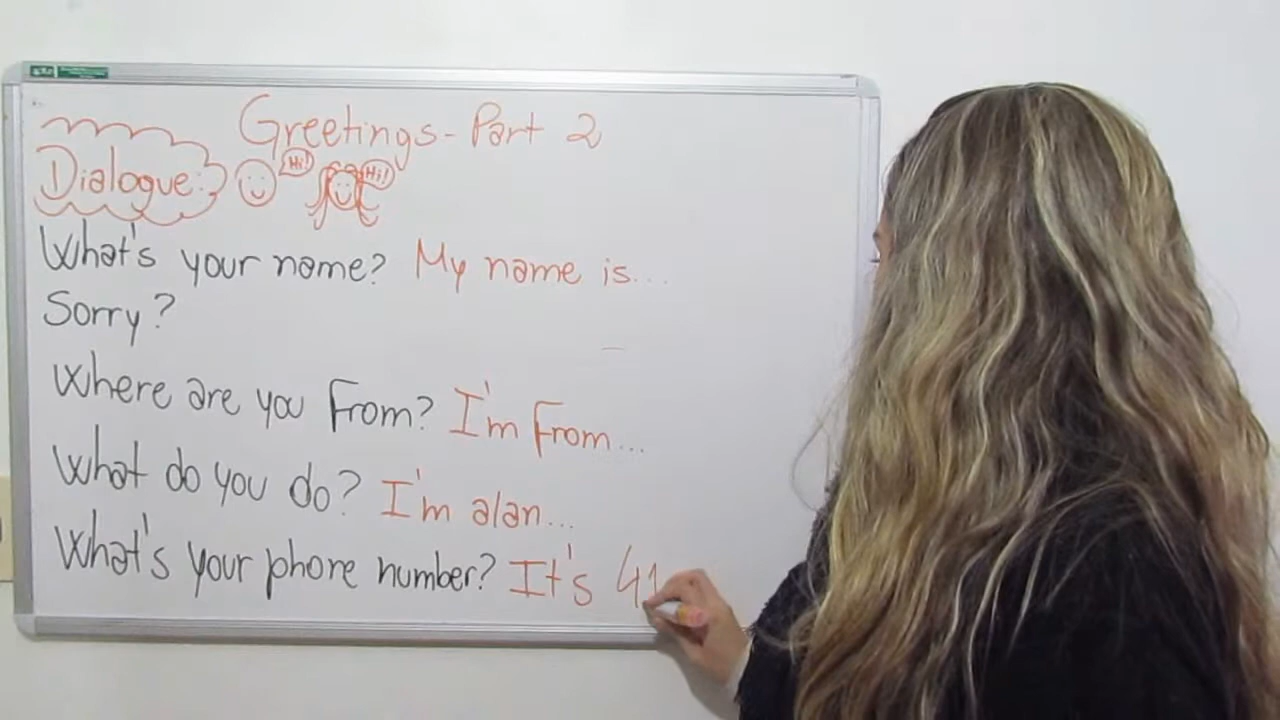 Greetings- Part 2
Dialogue: Hi! Hi!
What's your name? My name is...
Sorry?
Where are you From? I'm From...
What do you do? I'm a/an...
What's your phone number? It's 41